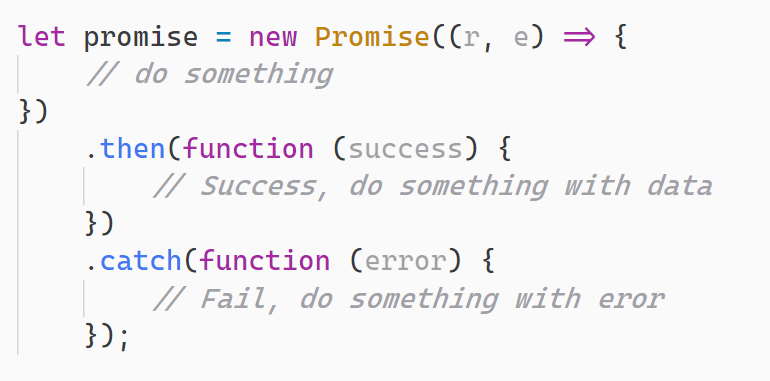 let promise = new Promise((r, e) => {
    // do something
})
    .then(function (success) {
        // Success, do something with data
    })
    .catch(function (error) {
        // Fail, do something with eror
    });